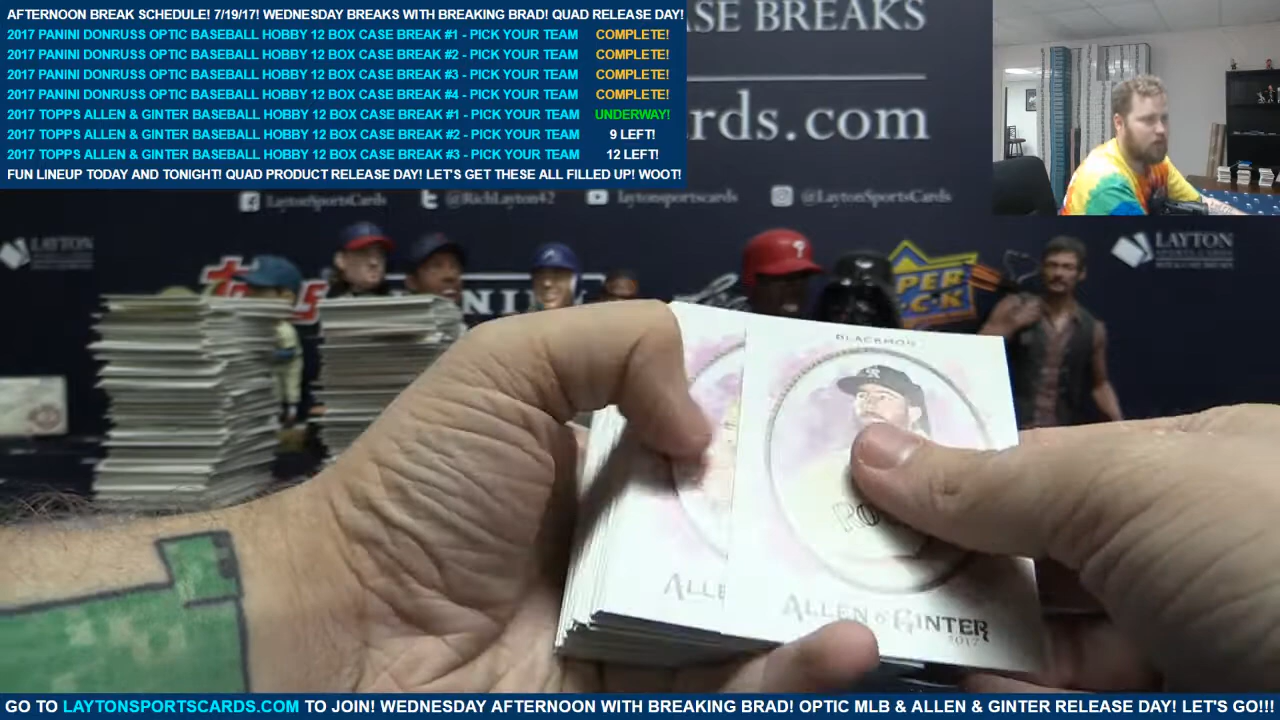 AFTERNOON BREAK SCHEDULE! 7/19/17! WEDNESDAY BREAKS WITH BREAKING BRAD! QUAD RELEASE DAY!
2017 PANINI DONRUSS OPTIC BASEBALL HOBBY 12 BOX CASE BREAK #1 - PICK YOUR TEAM COMPLETE!
2017 PANINI DONRUSS OPTIC BASEBALL HOBBY 12 BOX CASE BREAK #2 - PICK YOUR TEAM COMPLETE!
2017 PANINI DONRUSS OPTIC BASEBALL HOBBY 12 BOX CASE BREAK #3 - PICK YOUR TEAM COMPLETE!
2017 PANINI DONRUSS OPTIC BASEBALL HOBBY 12 BOX CASE BREAK #4 - PICK YOUR TEAM COMPLETE!
2017 TOPPS ALLEN & GINTER BASEBALL HOBBY 12 BOX CASE BREAK #1 - PICK YOUR TEAM UNDERWAY!
2017 TOPPS ALLEN & GINTER BASEBALL HOBBY 12 BOX CASE BREAK #2 - PICK YOUR TEAM 9 LEFT!
2017 TOPPS ALLEN & GINTER BASEBALL HOBBY 12 BOX CASE BREAK #3 - PICK YOUR TEAM 12 LEFT!
FUN LINEUP TODAY AND TONIGHT! QUAD PRODUCT RELEASE DAY! LET'S GET THESE ALL FILLED UP! WOOT!
SE BREAKS
rds.com
LaytonSportsCards @RichLayton42 laytonsportscards @LaytonSportsCards
LAYTON
LAYTON
BLACKMON
ALLE
ALLEN & GINTER
2017
GO TO LAYTONSPORTSCARDS.COM TO JOIN! WEDNESDAY AFTERNOON WITH BREAKING BRAD! OPTIC MLB & ALLEN & GINTER RELEASE DAY! LET'S GO!!!